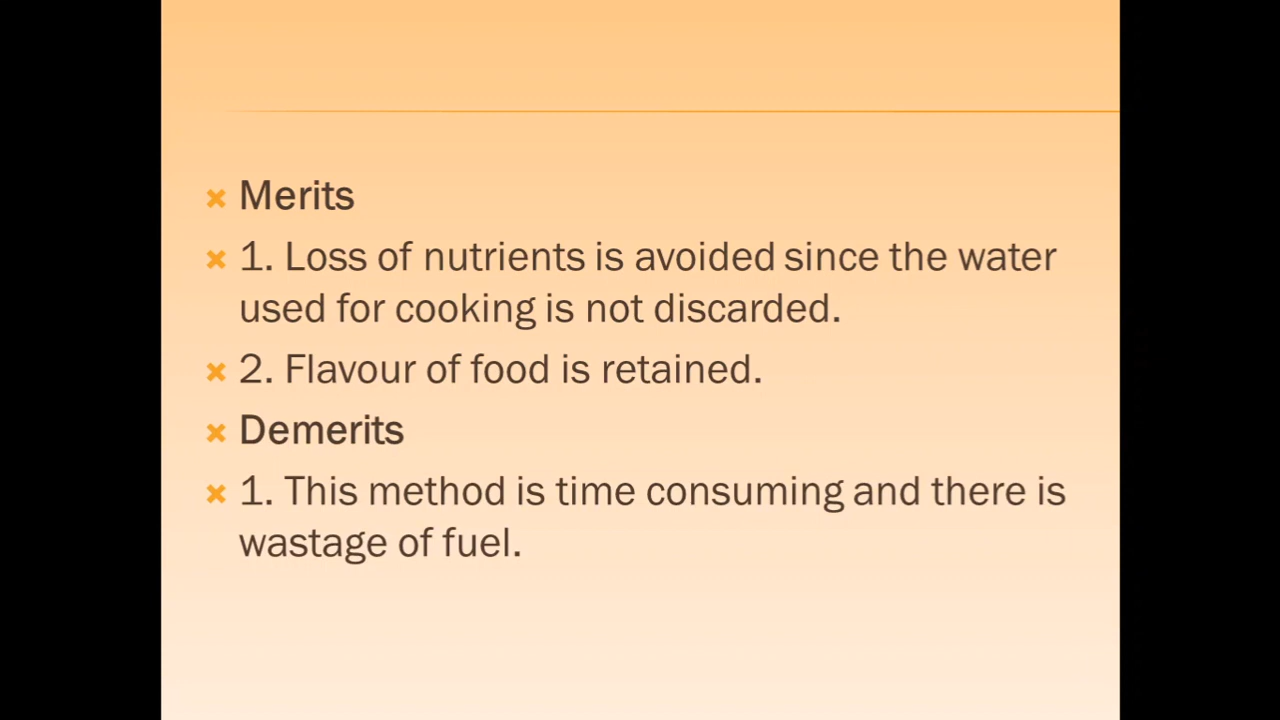 Merits
1. Loss of nutrients is avoided since the water
used for cooking is not discarded.
2. Flavour of food is retained.
Demerits
1. This method is time consuming and there is
wastage of fuel.